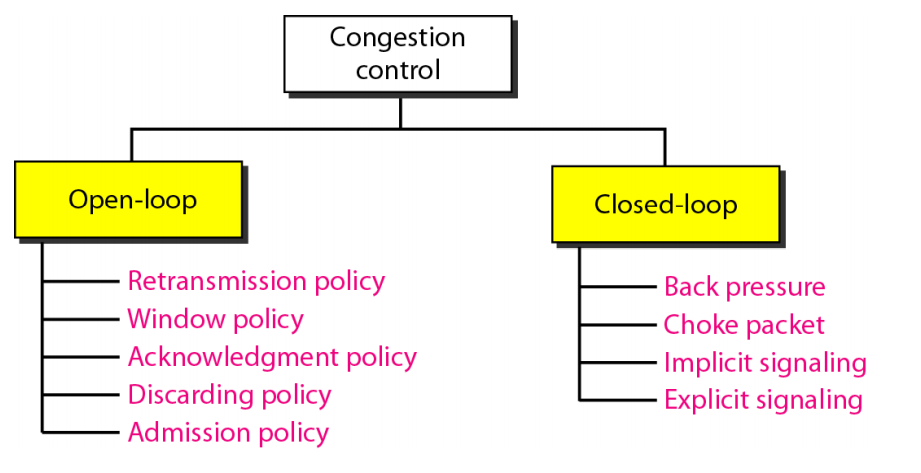 Congestion
control
Open-loop
Retransmission policy
Window policy
Acknowledgment policy
Discarding policy
Admission policy
Closed-loop
Back pressure
Choke packet
Implicit signaling
Explicit signaling